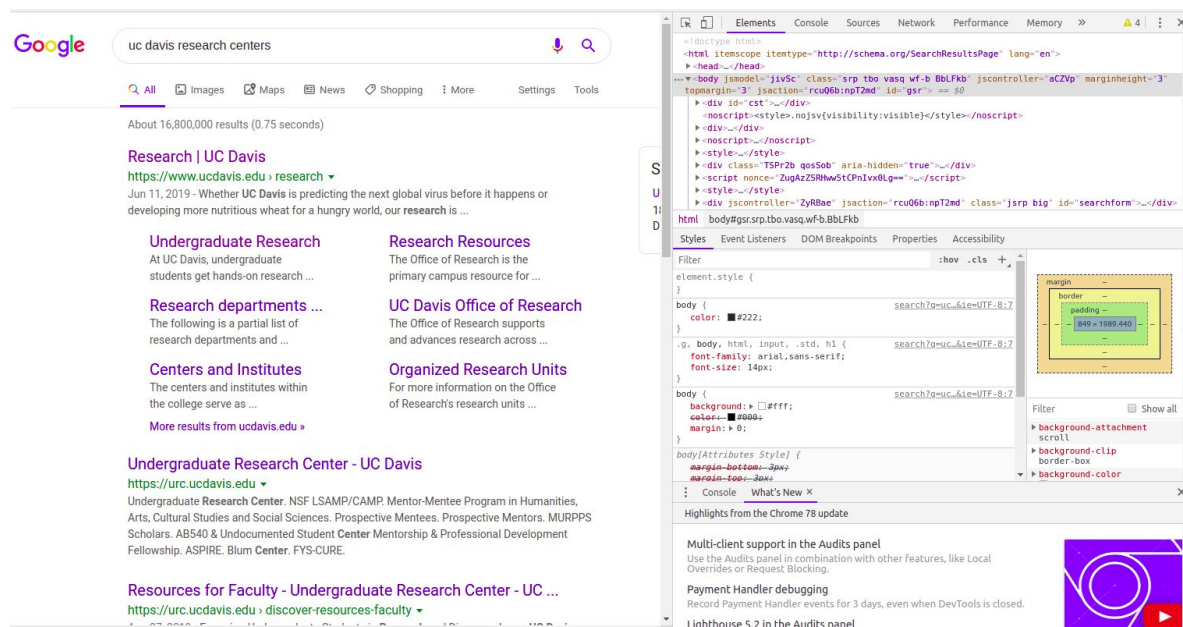 Google
uc davis research centers
All Images Maps News Shopping More Settings Tools
About 16,800,000 results (0.75 seconds)
Research | UC Davis
https://www.ucdavis.edu › research
Jun 11, 2019 - Whether UC Davis is predicting the next global virus before it happens or
developing more nutritious wheat for a hungry world, our research is ...
Undergraduate Research
At UC Davis, undergraduate
students get hands-on research ...
Research Resources
The Office of Research is the
primary campus resource for ...
Research departments ...
The following is a partial list of
research departments and ...
UC Davis Office of Research
The Office of Research supports
and advances research across ...
Centers and Institutes
The centers and institutes within
the college serve as ...
Organized Research Units
For more information on the Office
of Research's research units ...
More results from ucdavis.edu »
Undergraduate Research Center - UC Davis
https://urc.ucdavis.edu
Undergraduate Research Center. NSF LSAMP/CAMP. Mentor-Mentee Program in Humanities,
Arts, Cultural Studies and Social Sciences. Prospective Mentees. Prospective Mentors. MURPPS
Scholars. AB540 & Undocumented Student Center Mentorship & Professional Development
Fellowship. ASPIRE. Blum Center. FYS-CURE.
Resources for Faculty - Undergraduate Research Center - UC ...
https://urc.ucdavis.edu › discover-resources-faculty
S
U
18
D
Elements Console Sources Network Performance Memory » 4
<!doctype html>
<html itemscope itemtype="http://schema.org/SearchResultsPage" lang="en">
<head>…</head>
<body jsmodel="jivSc" class="srp tbo vasq wf-b BbLFkb" jscontroller="aCZVp" marginheight="3"
topmargin="3" jsaction="rcuQ6b:npT2md" id="gsr"> == $0
<div id="cst">…</div>
<noscript><style>.nojsv{visibility:visible}</style></noscript>
<div>…</div>
<noscript>…</noscript>
<style>…</style>
<div class="TSPr2b qosSob" aria-hidden="true">…</div>
<script nonce="ZugAzZSRHww5tCPnIvx0Lg==">…</script>
<style>…</style>
<div jscontroller="ZyRBae" jsaction="rcuQ6b:npT2md" class="jsrp big" id="searchform">…</div>
html body#gsr.srp.tbo.vasq.wf-b.BbLFkb
Styles Event Listeners DOM Breakpoints Properties Accessibility
Filter :hov .cls +
element.style {
}
body { search?q=uc…&ie=UTF-8:7
color: #222;
}
.g, body, html, input, .std, h1 { search?q=uc…&ie=UTF-8:7
font-family: arial,sans-serif;
font-size: 14px;
}
body { search?q=uc…&ie=UTF-8:7
background: #fff;
color: #000;
margin: 0;
}
body[Attributes Style] {
margin-bottom: 3px;
margin-top: 3px;
margin –
border –
padding –
– – – 849 × 1989.440 – – –
–
–
–
Filter Show all
background-attachment
scroll
background-clip
border-box
background-color
Console What's New ×
Highlights from the Chrome 78 update
Multi-client support in the Audits panel
Use the Audits panel in combination with other features, like Local
Overrides or Request Blocking.
Payment Handler debugging
Record Payment Handler events for 3 days, even when DevTools is closed.
Lighthouse 5.2 in the Audits panel